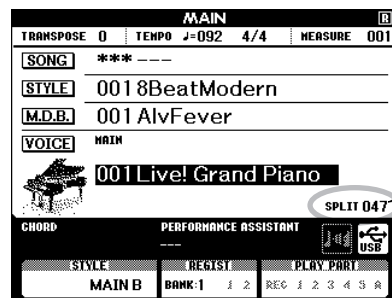 MAIN R
TRANSPOSE 0 TEMPO ♩=092 4/4 MEASURE 001
SONG *** ---
STYLE 001 8BeatModern
M.D.B. 001 AlvFever
VOICE MAIN
001 Live! Grand Piano
SPLIT 047
CHORD PERFORMANCE ASSISTANT
---
USB
STYLE REGIST PLAY PART
MAIN B BANK:1 1 2 REC 1 2 3 4 5 A